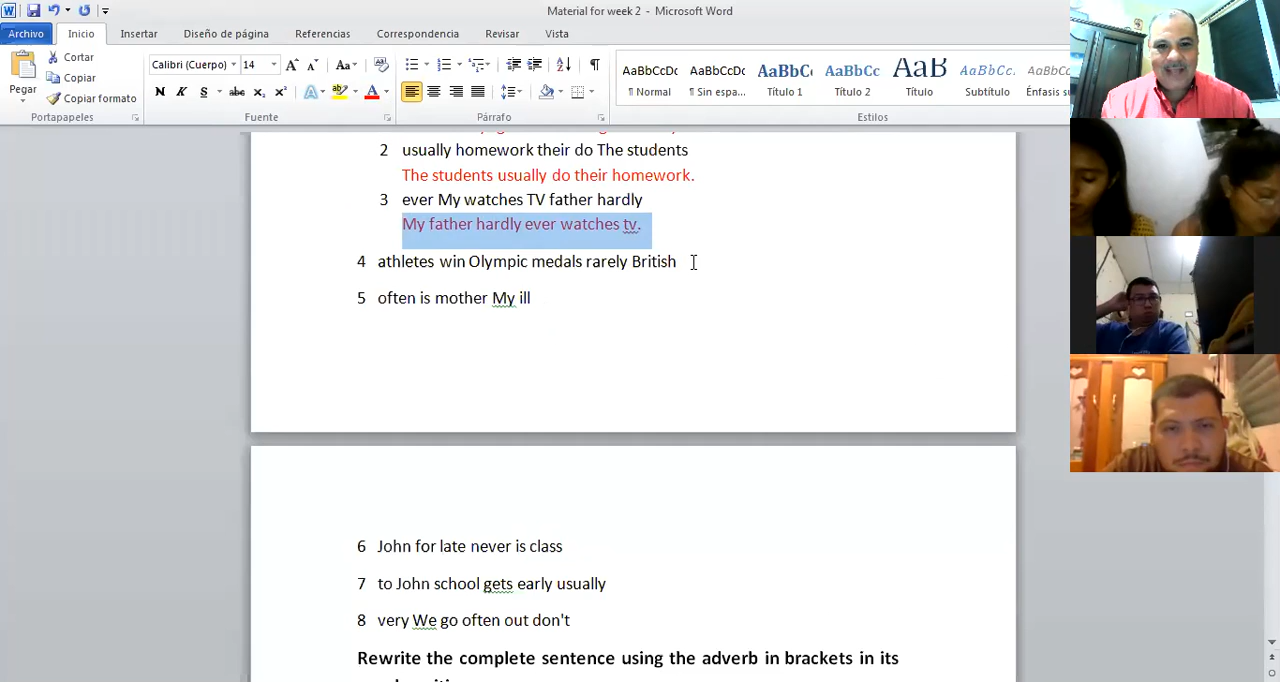 Material for week 2 - Microsoft Word
Archivo Inicio Insertar Diseño de página Referencias Correspondencia Revisar Vista
Pegar
Cortar
Copiar
Copiar formato
Portapapeles
Calibri (Cuerpo) 14
Fuente
Párrafo
AaBbCcDc AaBbCcDc AaBbC AaBbCc AaB AaBbCc AaBbCcDc
¶ Normal ¶ Sin espa... Título 1 Título 2 Título Subtítulo Énfasis
Estilos
2 usually homework their do The students
The students usually do their homework.
3 ever My watches TV father hardly
My father hardly ever watches tv.
4 athletes win Olympic medals rarely British
5 often is mother My ill
6 John for late never is class
7 to John school gets early usually
8 very We go often out don't
Rewrite the complete sentence using the adverb in brackets in its